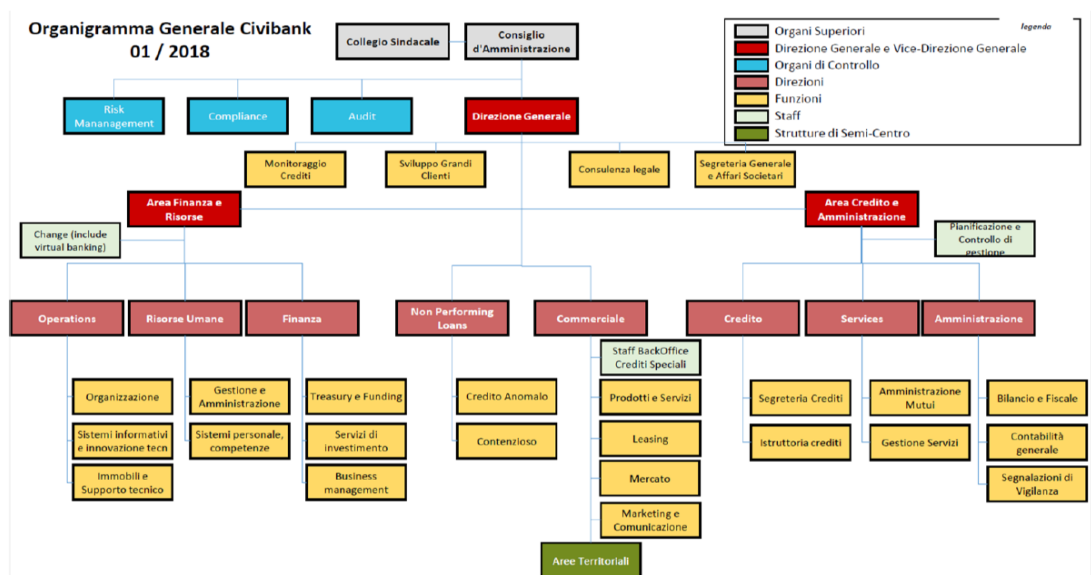 Organigramma Generale Civibank
01 / 2018
Collegio Sindacale
Consiglio
d'Amministrazione
legenda
Organi Superiori
Direzione Generale e Vice-Direzione Generale
Organi di Controllo
Direzioni
Funzioni
Staff
Strutture di Semi-Centro
Risk
Mananagement
Compliance
Audit
Direzione Generale
Monitoraggio
Crediti
Sviluppo Grandi
Clienti
Consulenza legale
Segreteria Generale
e Affari Societari
Area Finanza e
Risorse
Area Credito e
Amministrazione
Change (include
virtual banking)
Pianificazione e
Controllo di
gestione
Operations
Risorse Umane
Finanza
Non Performing
Loans
Commerciale
Credito
Services
Amministrazione
Staff BackOffice
Crediti Speciali
Organizzazione
Gestione e
Amministrazione
Treasury e Funding
Credito Anomalo
Prodotti e Servizi
Segreteria Crediti
Amministrazione
Mutui
Bilancio e Fiscale
Sistemi informativi
e innovazione tecn
Sistemi personale,
competenze
Servizi di
investimento
Contenzioso
Leasing
Istruttoria crediti
Gestione Servizi
Contabilità
generale
Immobili e
Supporto tecnico
Business
management
Mercato
Segnalazioni di
Vigilanza
Marketing e
Comunicazione
Aree Territoriali